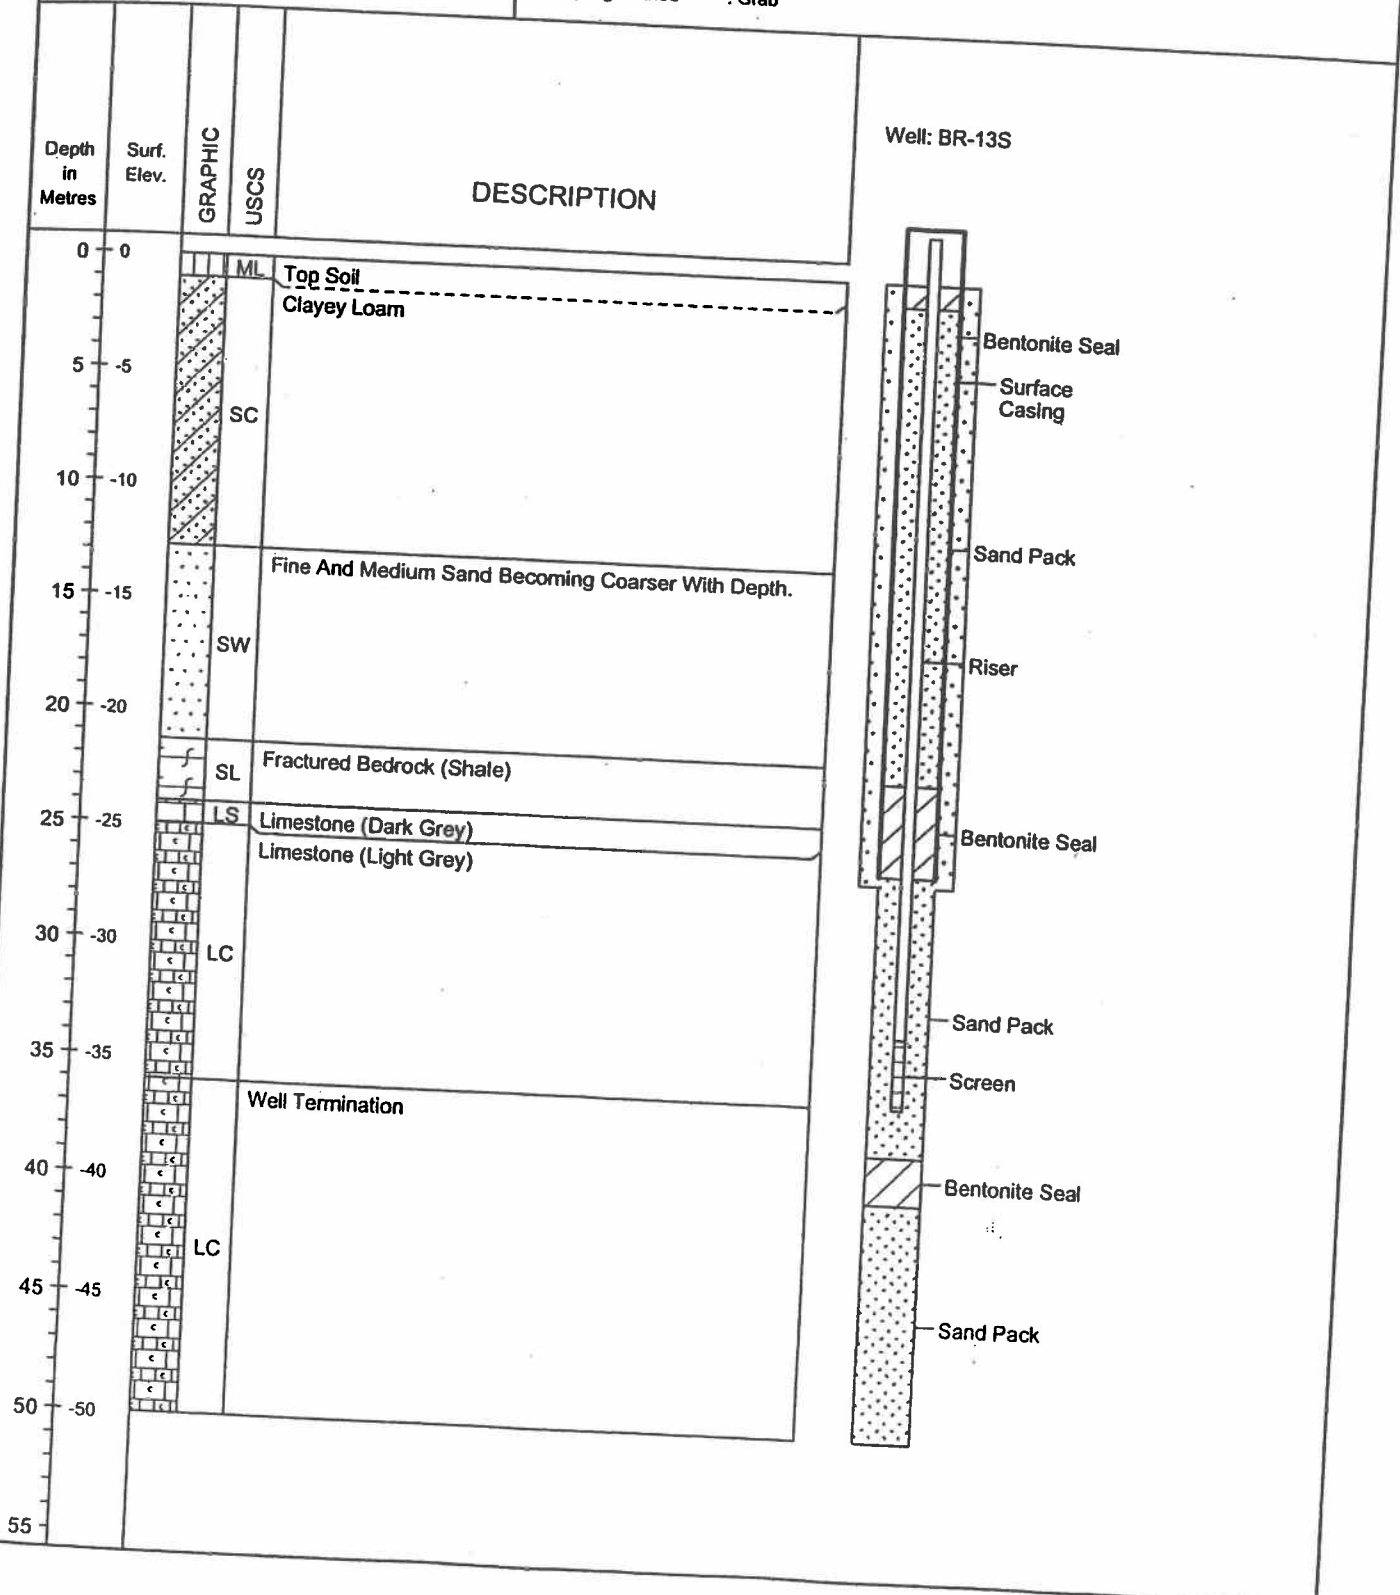 : Grab
Depth
in
Metres
Surf.
Elev.
GRAPHIC
USCS
DESCRIPTION
Well: BR-13S
0 0
ML Top Soil
Clayey Loam
Bentonite Seal
5 -5
Surface
Casing
SC
10 -10
Sand Pack
Fine And Medium Sand Becoming Coarser With Depth.
15 -15
SW
Riser
20 -20
SL Fractured Bedrock (Shale)
25 -25
LS Limestone (Dark Grey)
Limestone (Light Grey)
Bentonite Seal
30 -30
LC
Sand Pack
35 -35
Screen
Well Termination
40 -40
Bentonite Seal
LC
45 -45
Sand Pack
50 -50
55